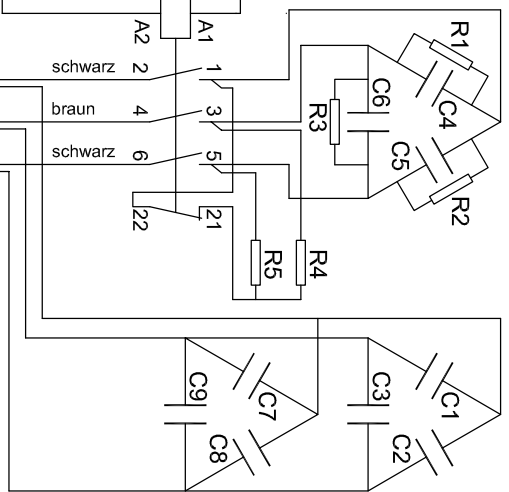 A2 A1
R1
schwarz 2 1
C6
C4
braun 4 3
R3
C5
schwarz 6 5
R2
22 21
R5 R4
C9 C7 C3 C1
C8 C2